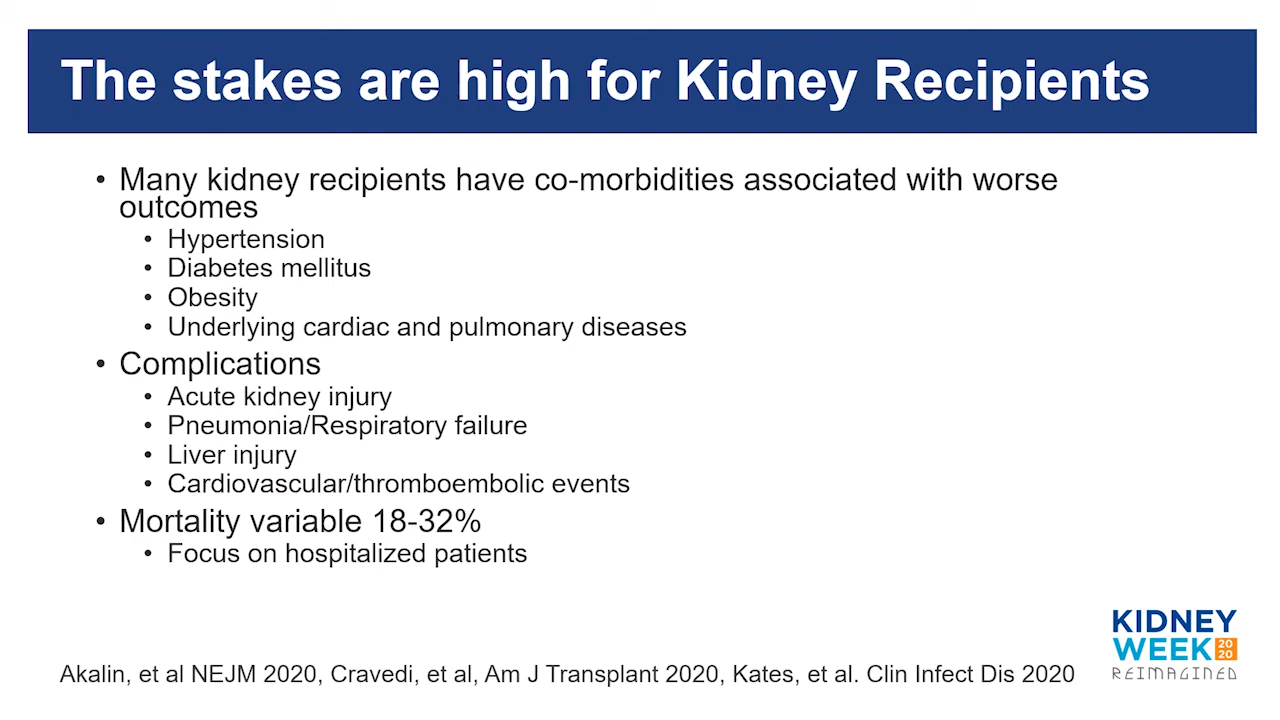 The stakes are high for Kidney Recipients
• Many kidney recipients have co-morbidities associated with worse
outcomes
• Hypertension
• Diabetes mellitus
• Obesity
• Underlying cardiac and pulmonary diseases
• Complications
• Acute kidney injury
• Pneumonia/Respiratory failure
• Liver injury
• Cardiovascular/thromboembolic events
• Mortality variable 18-32%
• Focus on hospitalized patients
KIDNEY
WEEK 20
20
REIMAGINED
Akalin, et al NEJM 2020, Cravedi, et al, Am J Transplant 2020, Kates, et al. Clin Infect Dis 2020